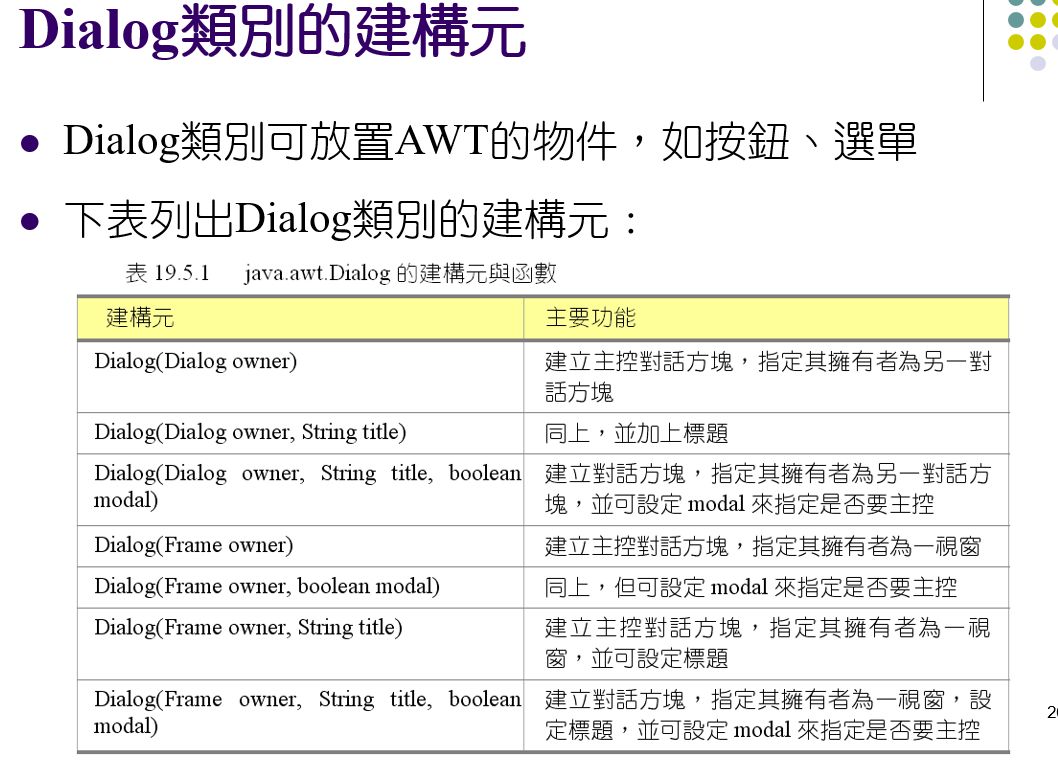 Dialog類別的建構元
Dialog類別可放置AWT的物件，如按鈕、選單
下表列出Dialog類別的建構元：
表 19.5.1 java.awt.Dialog 的建構元與函數
建構元 主要功能
Dialog(Dialog owner) 建立主控對話方塊，指定其擁有者為另一對
話方塊
Dialog(Dialog owner, String title) 同上，並加上標題
Dialog(Dialog owner, String title, boolean 建立對話方塊，指定其擁有者為另一對話方
modal) 塊，並可設定 modal 來指定是否要主控
Dialog(Frame owner) 建立主控對話方塊，指定其擁有者為一視窗
Dialog(Frame owner, boolean modal) 同上，但可設定 modal 來指定是否要主控
Dialog(Frame owner, String title) 建立主控對話方塊，指定其擁有者為一視
窗，並可設定標題
Dialog(Frame owner, String title, boolean 建立對話方塊，指定其擁有者為一視窗，設
modal) 定標題，並可設定 modal 來指定是否要主控